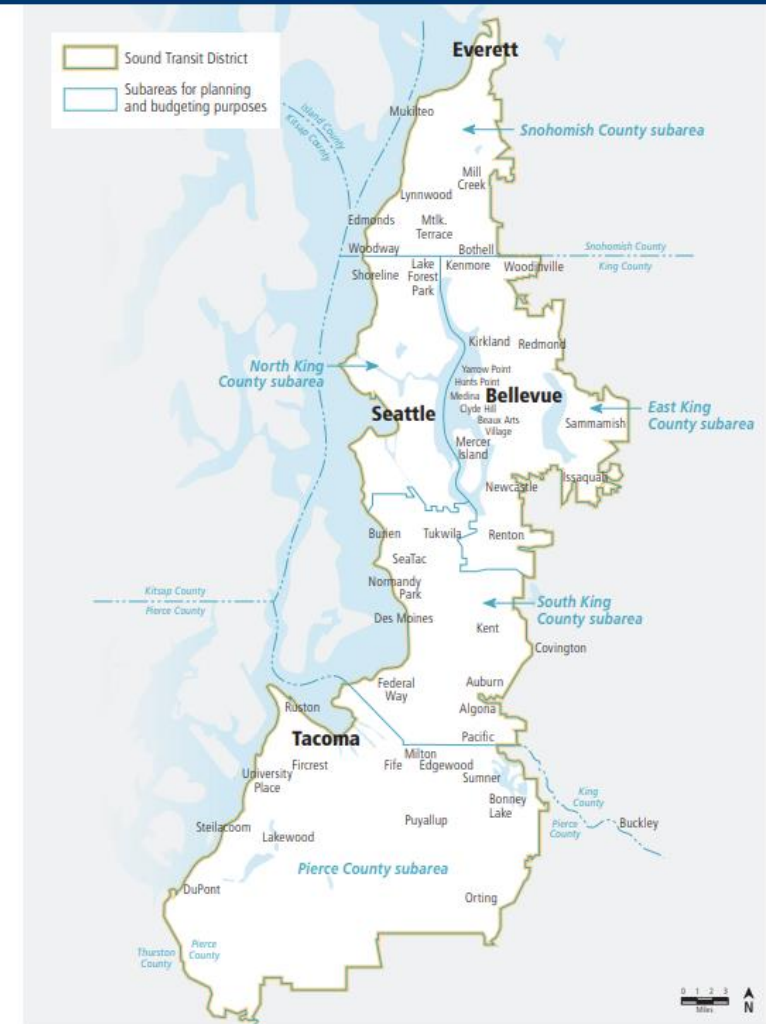 Everett
Sound Transit District
Subareas for planning
and budgeting purposes
Island County
Kitsap County
Mukilteo
Snohomish County subarea
Mill
Creek
Lynnwood
Edmonds
Mtlk.
Terrace
Woodway
Bothell
Snohomish County
King County
Shoreline
Lake
Forest
Park
Kenmore
Woodinville
Kirkland
Redmond
North King
County subarea
Yarrow Point
Hunts Point
Medina
Bellevue
Clyde Hill
Beaux Arts
Village
East King
County subarea
Seattle
Sammamish
Mercer
Island
Issaquah
Newcastle
Burien
Tukwila
Renton
SeaTac
Normandy
Park
Kitsap County
Pierce County
Des Moines
South King
County subarea
Kent
Covington
Federal
Way
Auburn
Ruston
Algona
Tacoma
Pacific
Milton
Fircrest
Fife
Edgewood
University
Place
Sumner
Bonney
Lake
King
County
Pierce
County
Buckley
Puyallup
Steilacoom
Lakewood
Pierce County subarea
DuPont
Orting
Thurston
County
Pierce
County
0 1 2 3
Miles
N